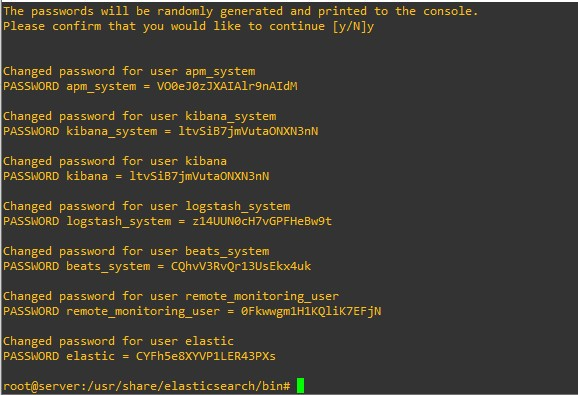 The passwords will be randomly generated and printed to the console.
Please confirm that you would like to continue [y/N]y
Changed password for user apm_system
PASSWORD apm_system = VO0eJ0zJXAIAlr9nAIdM
Changed password for user kibana_system
PASSWORD kibana_system = ltvSiB7jmVutaONXN3nN
Changed password for user kibana
PASSWORD kibana = ltvSiB7jmVutaONXN3nN
Changed password for user logstash_system
PASSWORD logstash_system = z14UUN0cH7vGPFHeBw9t
Changed password for user beats_system
PASSWORD beats_system = CQhvV3RvQr13UsEkx4uk
Changed password for user remote_monitoring_user
PASSWORD remote_monitoring_user = 0Fkwwgm1H1KQliK7EFjN
Changed password for user elastic
PASSWORD elastic = CYFh5e8XYVP1LER43PXs
root@server:/usr/share/elasticsearch/bin#